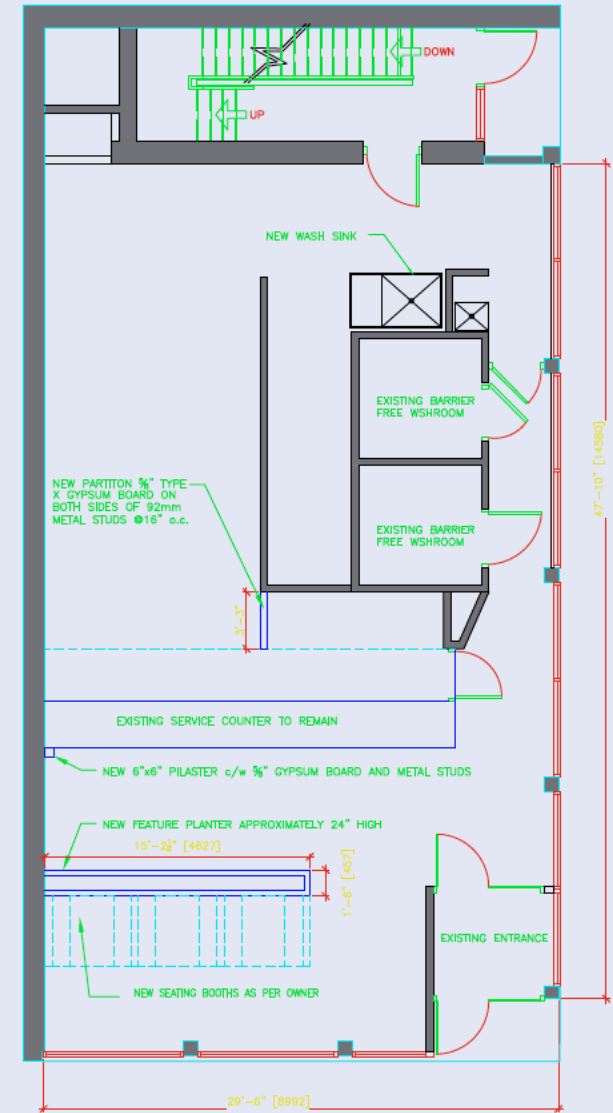 DOWN
UP
NEW WASH SINK
EXISTING BARRIER
FREE WSHROOM
47'-10" [14580]
NEW PARTITON ⅝" TYPE
X GYPSUM BOARD ON
BOTH SIDES OF 92mm
METAL STUDS @16" o.c.
EXISTING BARRIER
FREE WSHROOM
3'-3"
EXISTING SERVICE COUNTER TO REMAIN
NEW 6"x6" PILASTER c/w ⅝" GYPSUM BOARD AND METAL STUDS
NEW FEATURE PLANTER APPROXIMATELY 24" HIGH
15'-2¼" [4627]
1'-6" [457]
EXISTING ENTRANCE
NEW SEATING BOOTHS AS PER OWNER
29'-6" [8992]